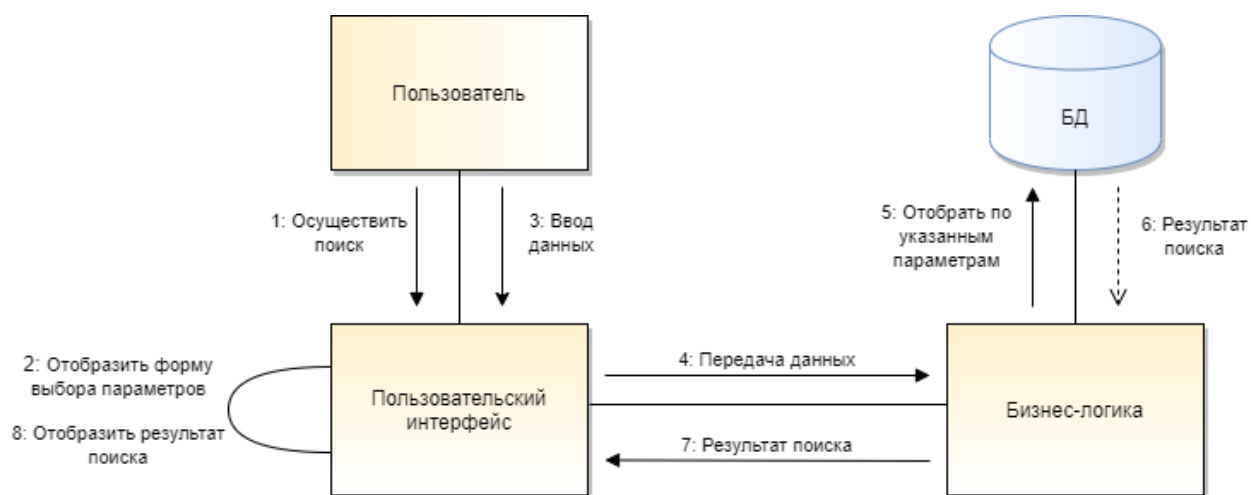 Пользователь
БД
1: Осуществить
поиск
3: Ввод
данных
5: Отобрать по
указанным
параметрам
6: Результат
поиска
2: Отобразить форму
выбора параметров
8: Отобразить результат
поиска
Пользовательский
интерфейс
4: Передача данных
7: Результат поиска
Бизнес-логика